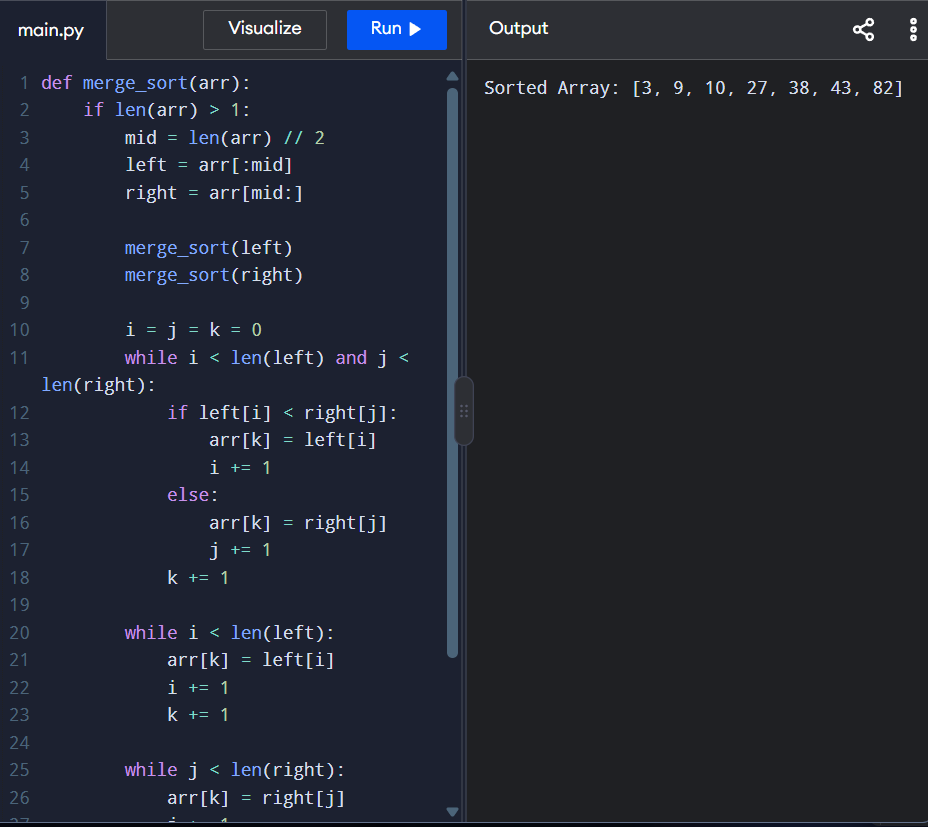 main.py
Visualize
Run
Output
1 def merge_sort(arr):
2     if len(arr) > 1:
3         mid = len(arr) // 2
4         left = arr[:mid]
5         right = arr[mid:]
6
7         merge_sort(left)
8         merge_sort(right)
9
10         i = j = k = 0
11         while i < len(left) and j <
len(right):
12             if left[i] < right[j]:
13                 arr[k] = left[i]
14                 i += 1
15             else:
16                 arr[k] = right[j]
17                 j += 1
18             k += 1
19
20         while i < len(left):
21             arr[k] = left[i]
22             i += 1
23             k += 1
24
25         while j < len(right):
26             arr[k] = right[j]
Sorted Array: [3, 9, 10, 27, 38, 43, 82]